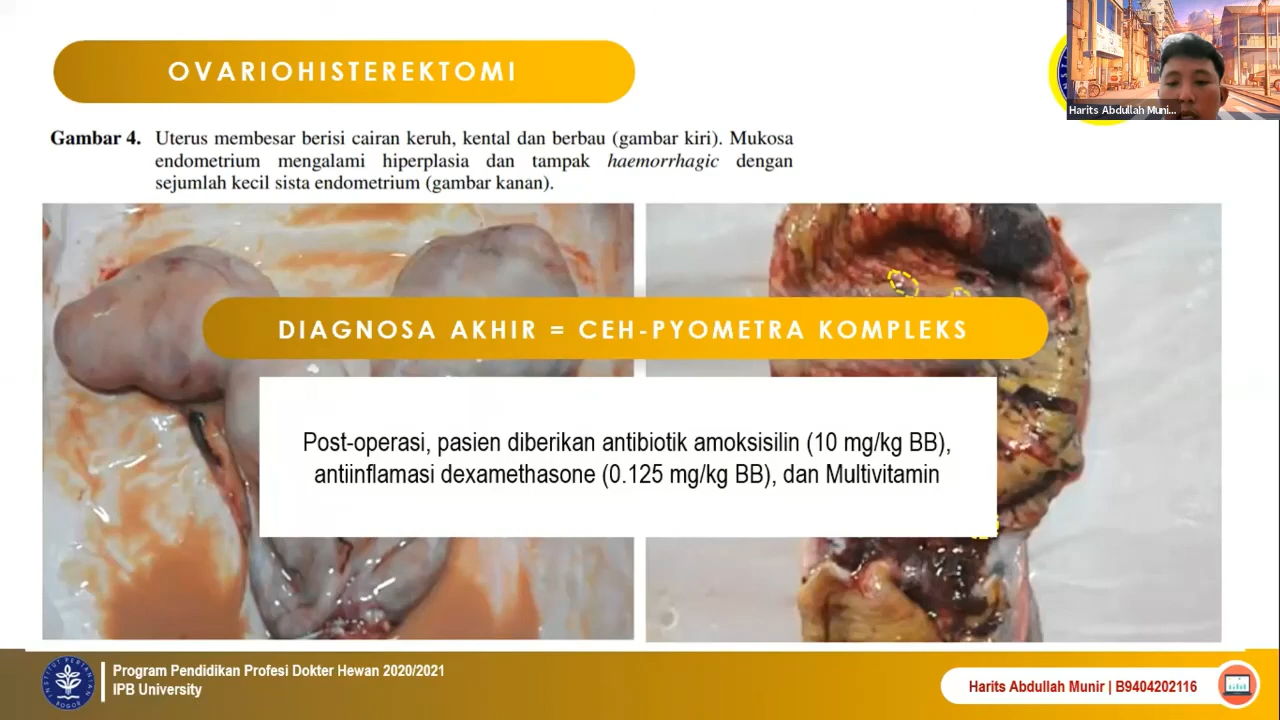 OVARIOHISTEREKTOMI
Harits Abdullah Muni...
Gambar 4. Uterus membesar berisi cairan keruh, kental dan berbau (gambar kiri). Mukosa
endometrium mengalami hiperplasia dan tampak haemorrhagic dengan
sejumlah kecil sista endometrium (gambar kanan).
DIAGNOSA AKHIR = CEH-PYOMETRA KOMPLEKS
Post-operasi, pasien diberikan antibiotik amoksisilin (10 mg/kg BB),
antiinflamasi dexamethasone (0.125 mg/kg BB), dan Multivitamin
INSTITUT PERTANIAN
BOGOR
Program Pendidikan Profesi Dokter Hewan 2020/2021
IPB University
Harits Abdullah Munir | B9404202116